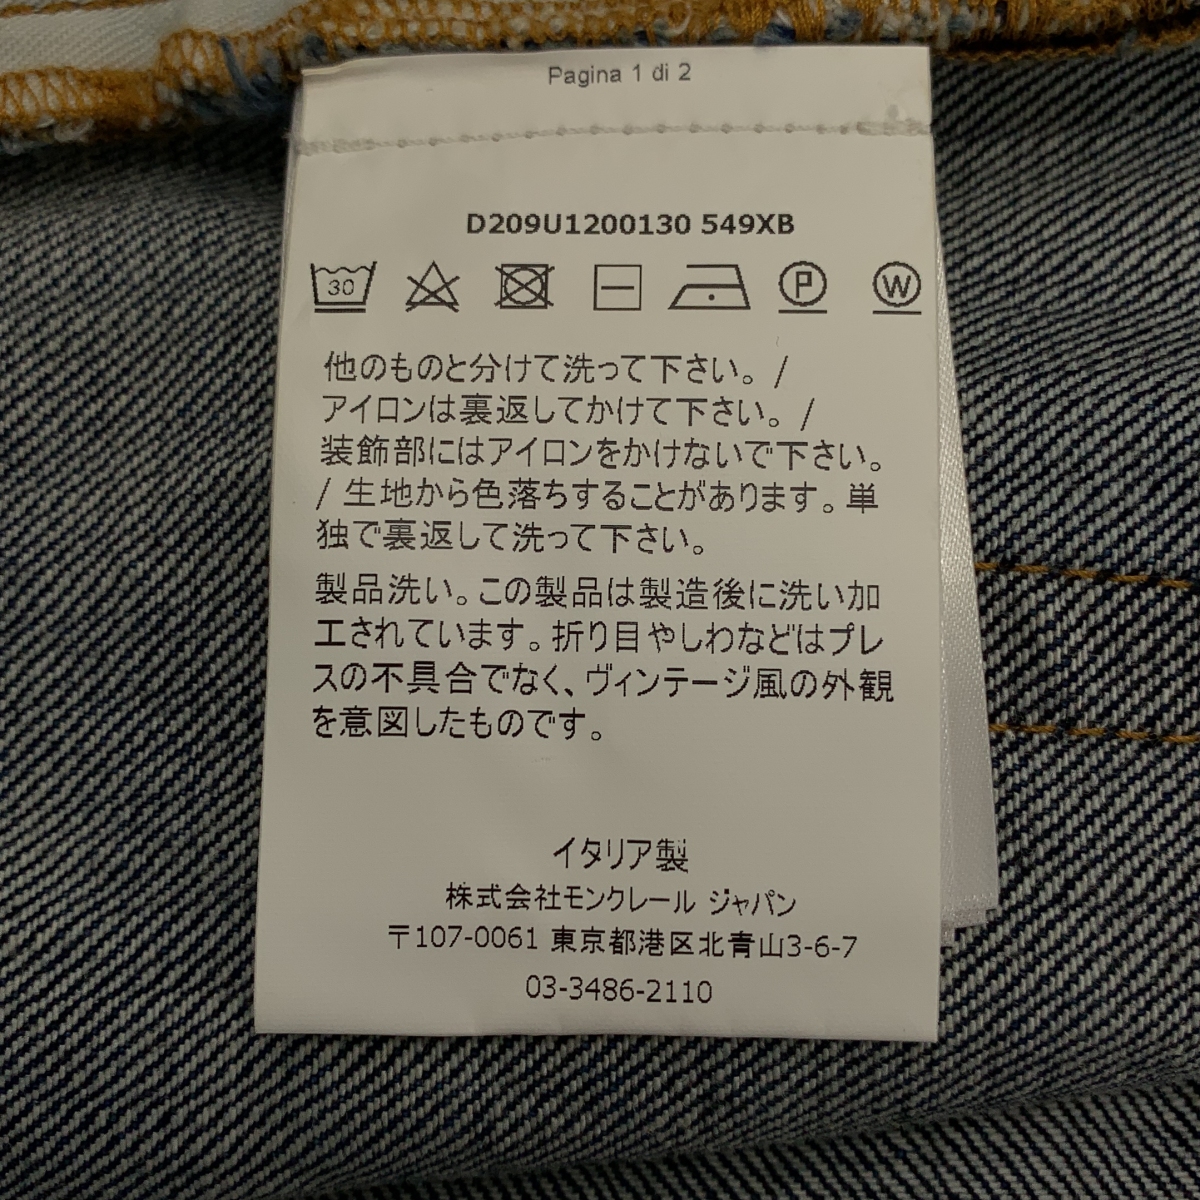 Pagina 1 di 2
D209U1200130 549XB
30 P W
他のものと分けて洗って下さい。 /
アイロンは裏返してかけて下さい。 /
装飾部にはアイロンをかけないで下さい。
/ 生地から色落ちすることがあります。単
独で裏返して洗って下さい。
製品洗い。この製品は製造後に洗い加
工されています。折り目やしわなどはプレ
スの不具合でなく、ヴィンテージ風の外観
を意図したものです。
イタリア製
株式会社モンクレール ジャパン
〒107-0061 東京都港区北青山3-6-7
03-3486-2110